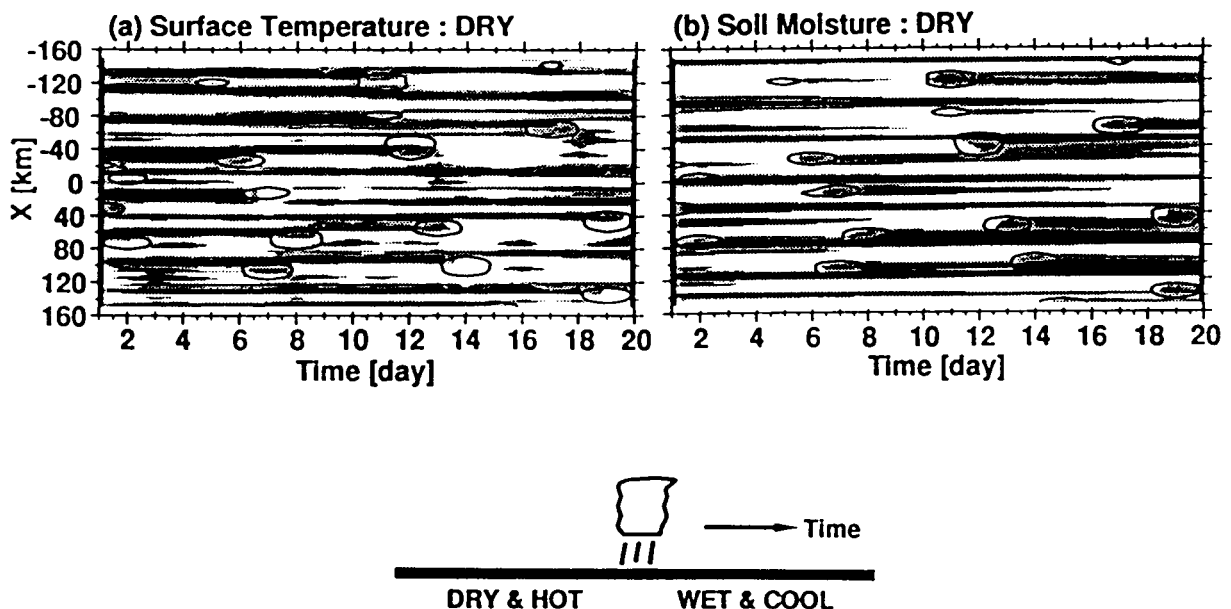 (a) Surface Temperature : DRY
(b) Soil Moisture : DRY
-160
-120
-80
-40
0
40
80
120
160
X [km]
2 4 6 8 10 12 14 16 18 20
Time [day]
2 4 6 8 10 12 14 16 18 20
Time [day]
Time
DRY & HOT
WET & COOL